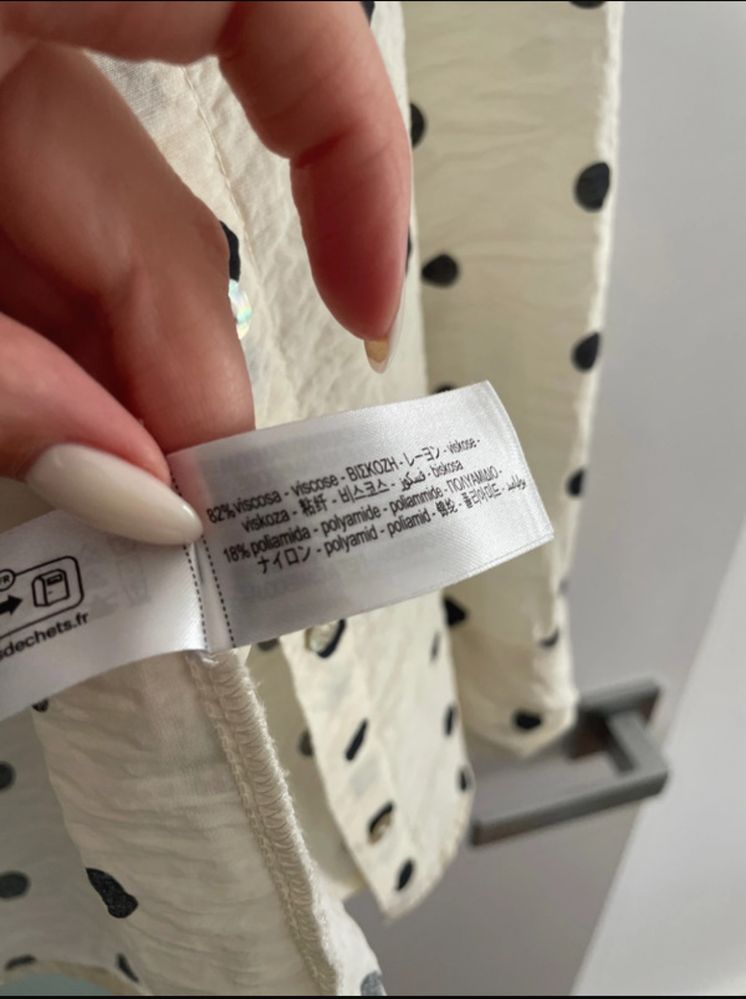 82% viscosa - viscose - ΒΙΣΚΟΖΗ - レーヨン - viskose -
viskoza - 粘纤 - 비스코스 - فسكوز - biskosa
18% poliamida - polyamide - poliammide - ΠΟΛΥΑΜΙΔΙΟ -
ナイロン - polyamid - poliamid - 锦纶 - 폴리아미드 -
FR
dechets.fr